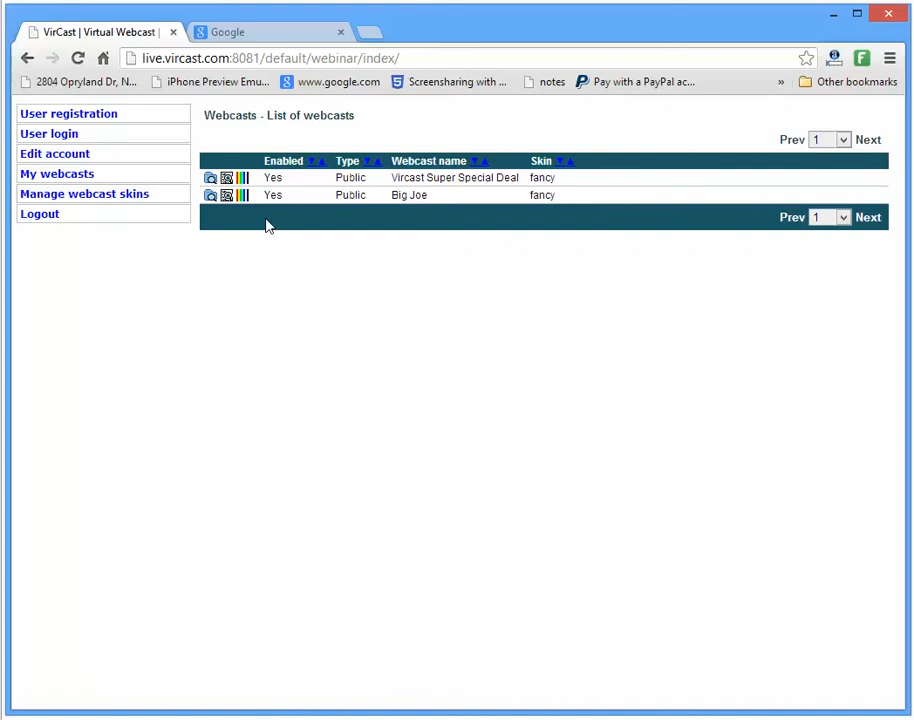 VirCast | Virtual Webcast
Google
live.vircast.com:8081/default/webinar/index/
2804 Opryland Dr, N... iPhone Preview Emu... www.google.com Screensharing with ... notes Pay with a PayPal ac... » Other bookmarks
User registration
User login
Edit account
My webcasts
Manage webcast skins
Logout
Webcasts - List of webcasts
Prev 1 Next
Enabled Type Webcast name Skin
Yes Public Vircast Super Special Deal fancy
Yes Public Big Joe fancy
Prev 1 Next